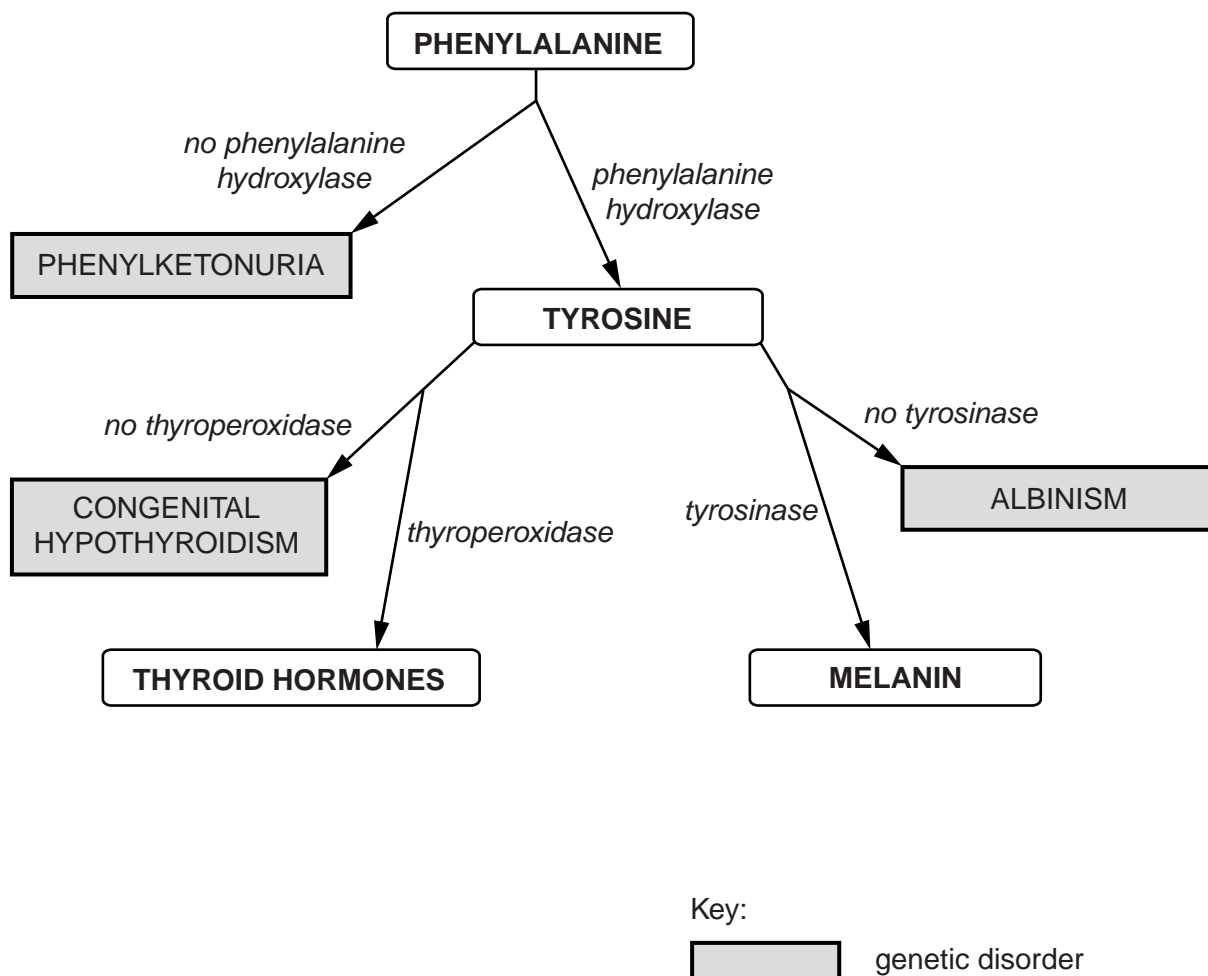 PHENYLALANINE
no phenylalanine
hydroxylase
phenylalanine
hydroxylase
PHENYLKETONURIA
TYROSINE
no thyroperoxidase
no tyrosinase
CONGENITAL
HYPOTHYROIDISM
thyroperoxidase
tyrosinase
ALBINISM
THYROID HORMONES
MELANIN
Key:
genetic disorder